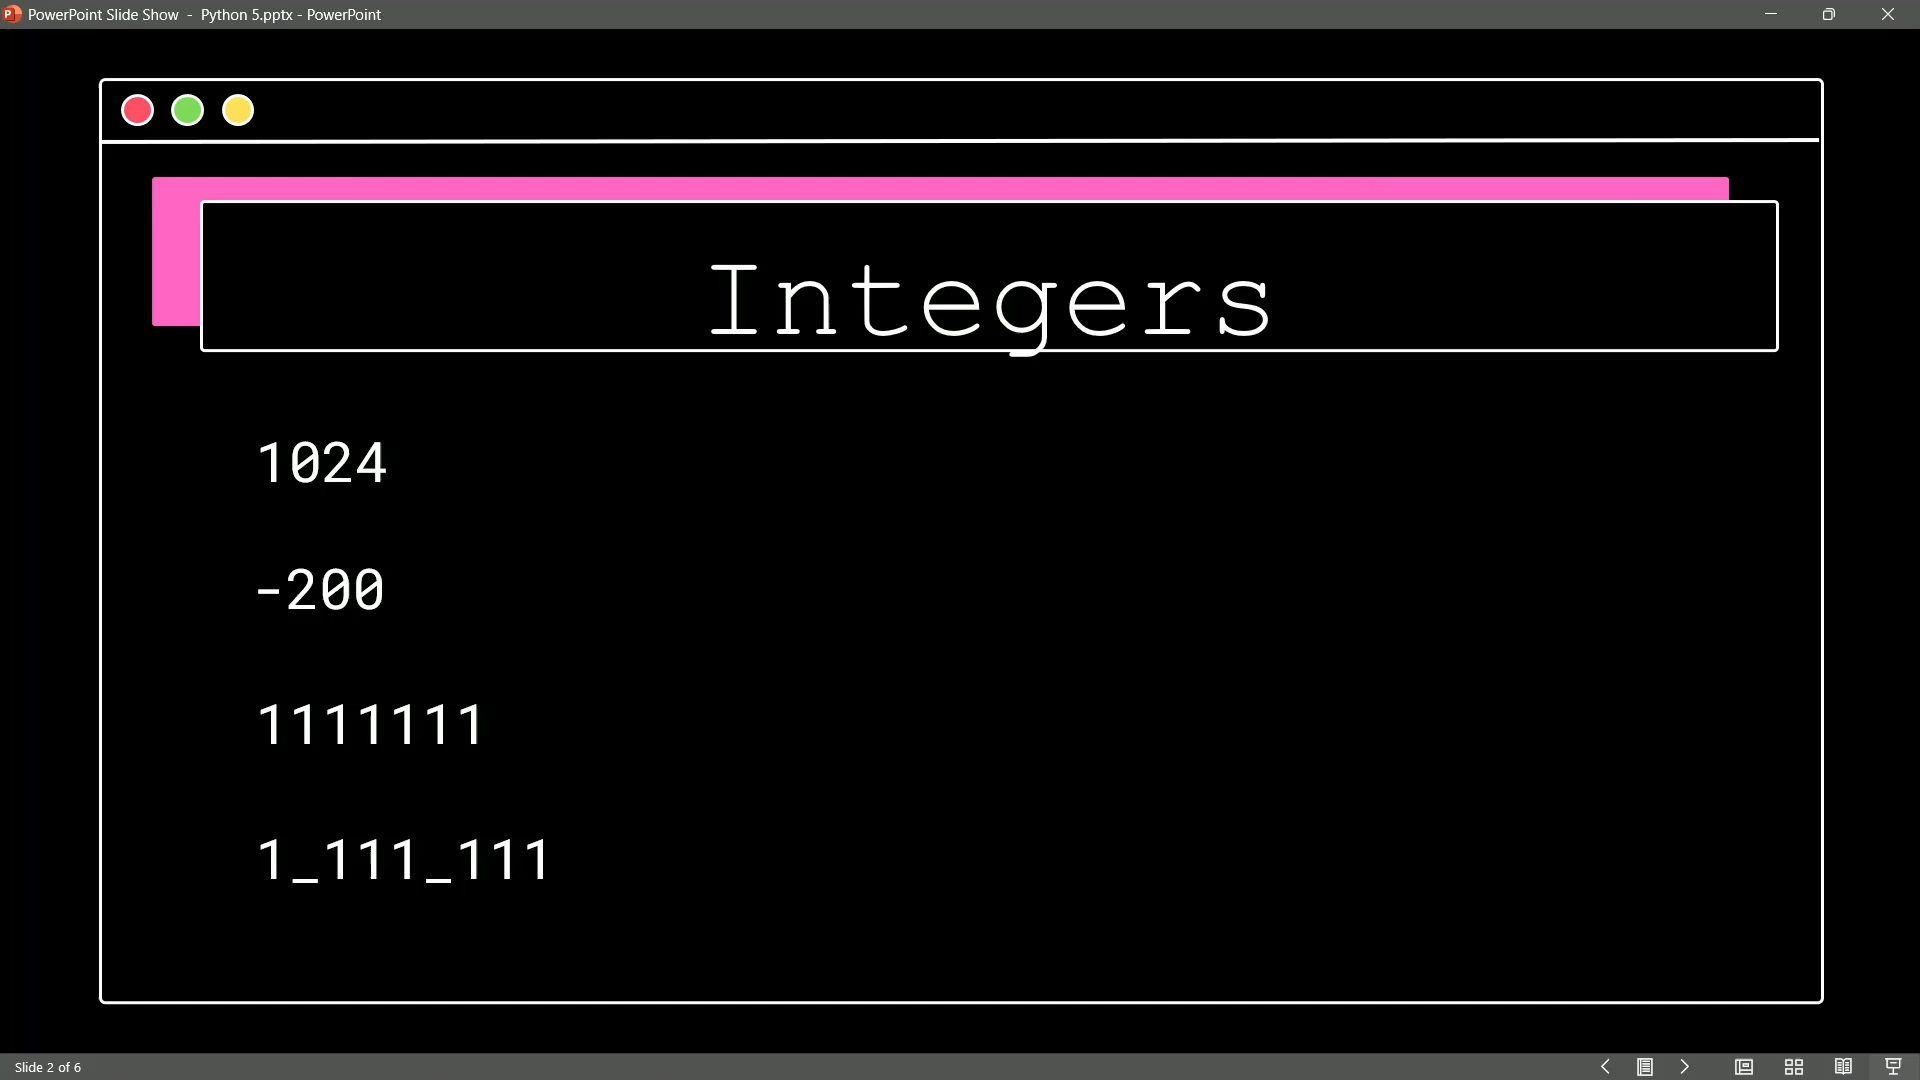 PowerPoint Slide Show - Python 5.pptx - PowerPoint
Integers
1024
-200
1111111
1_111_111
Slide 2 of 6